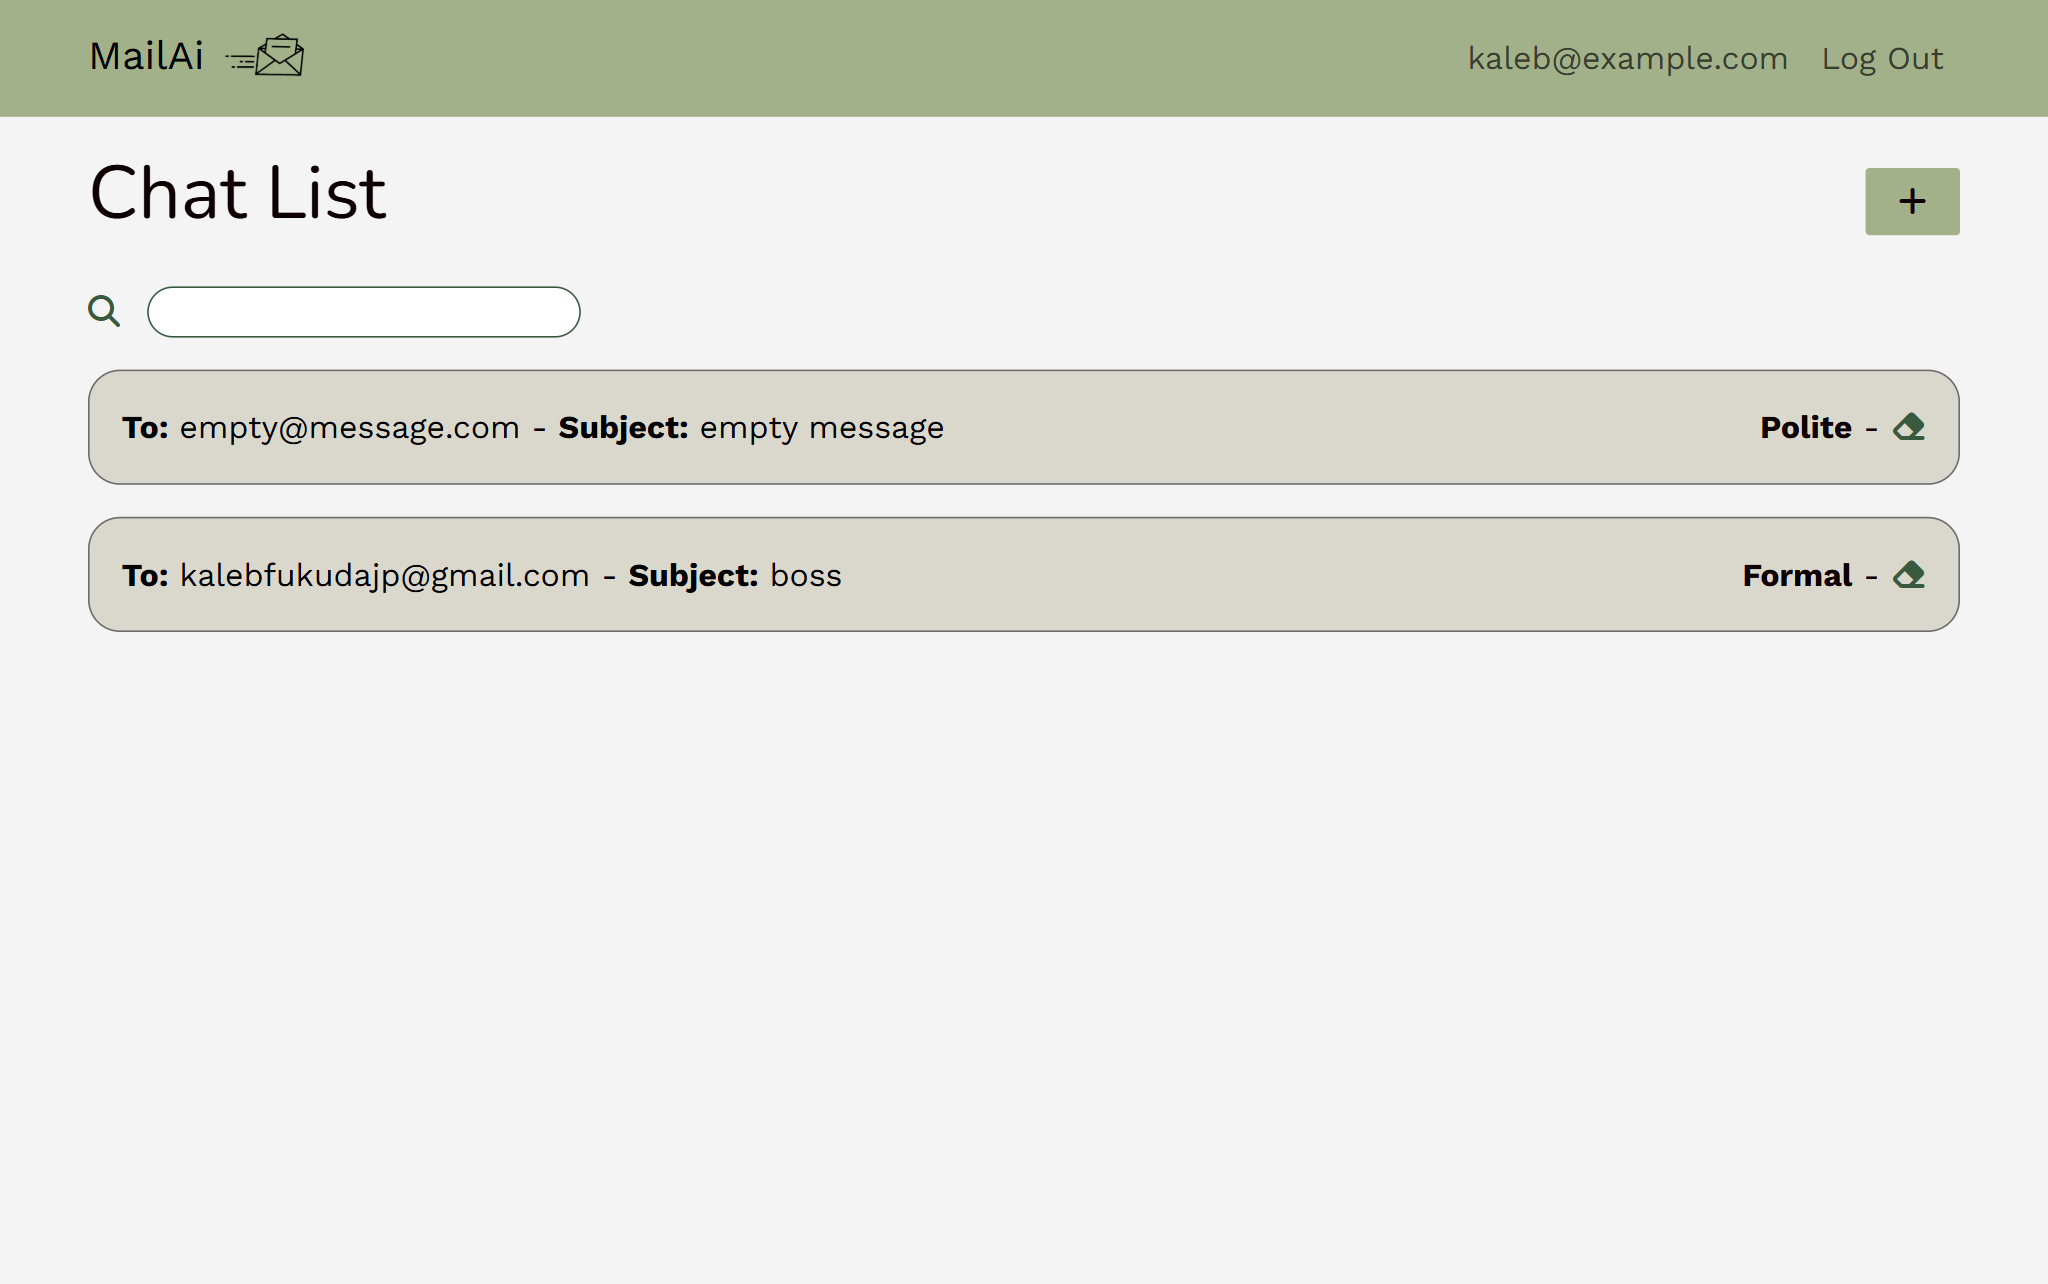 MailAi
kaleb@example.com Log Out
Chat List
+
To: empty@message.com - Subject: empty message Polite -
To: kalebfukudajp@gmail.com - Subject: boss Formal -